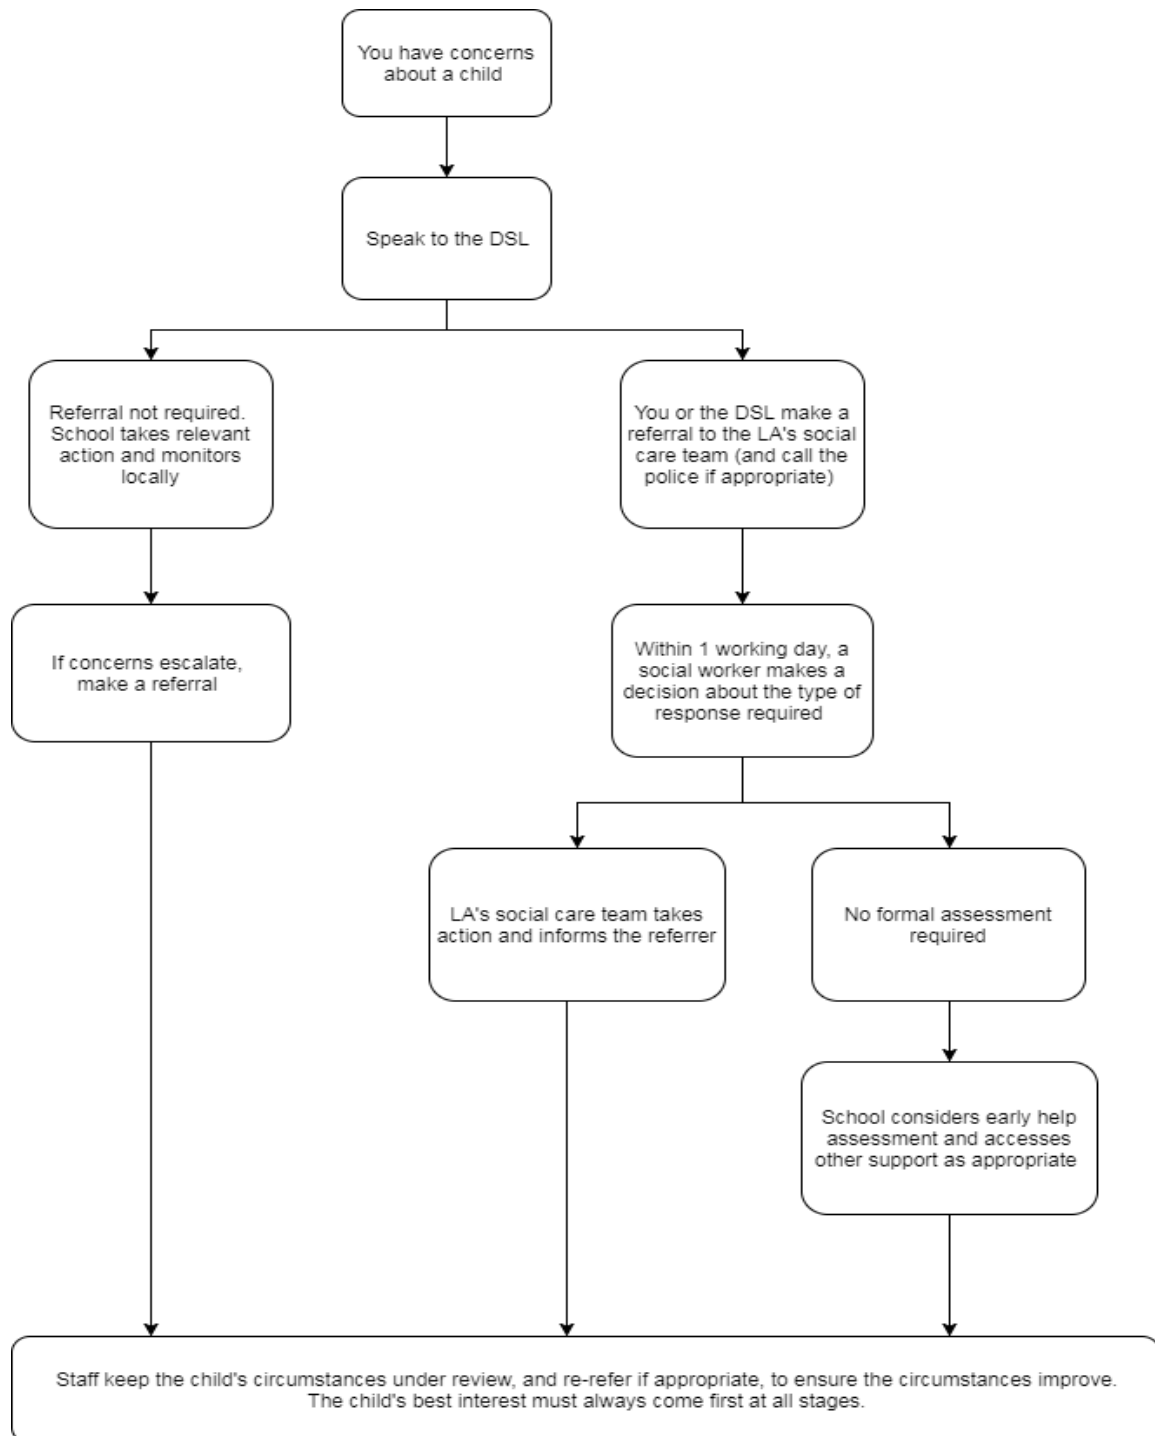 You have concerns
about a child
Speak to the DSL
Referral not required.
School takes relevant
action and monitors
locally
You or the DSL make a
referral to the LA's social
care team (and call the
police if appropriate)
If concerns escalate,
make a referral
Within 1 working day, a
social worker makes a
decision about the type of
response required
LA's social care team takes
action and informs the referrer
No formal assessment
required
School considers early help
assessment and accesses
other support as appropriate
Staff keep the child's circumstances under review, and re-refer if appropriate, to ensure the circumstances improve.
The child's best interest must always come first at all stages.